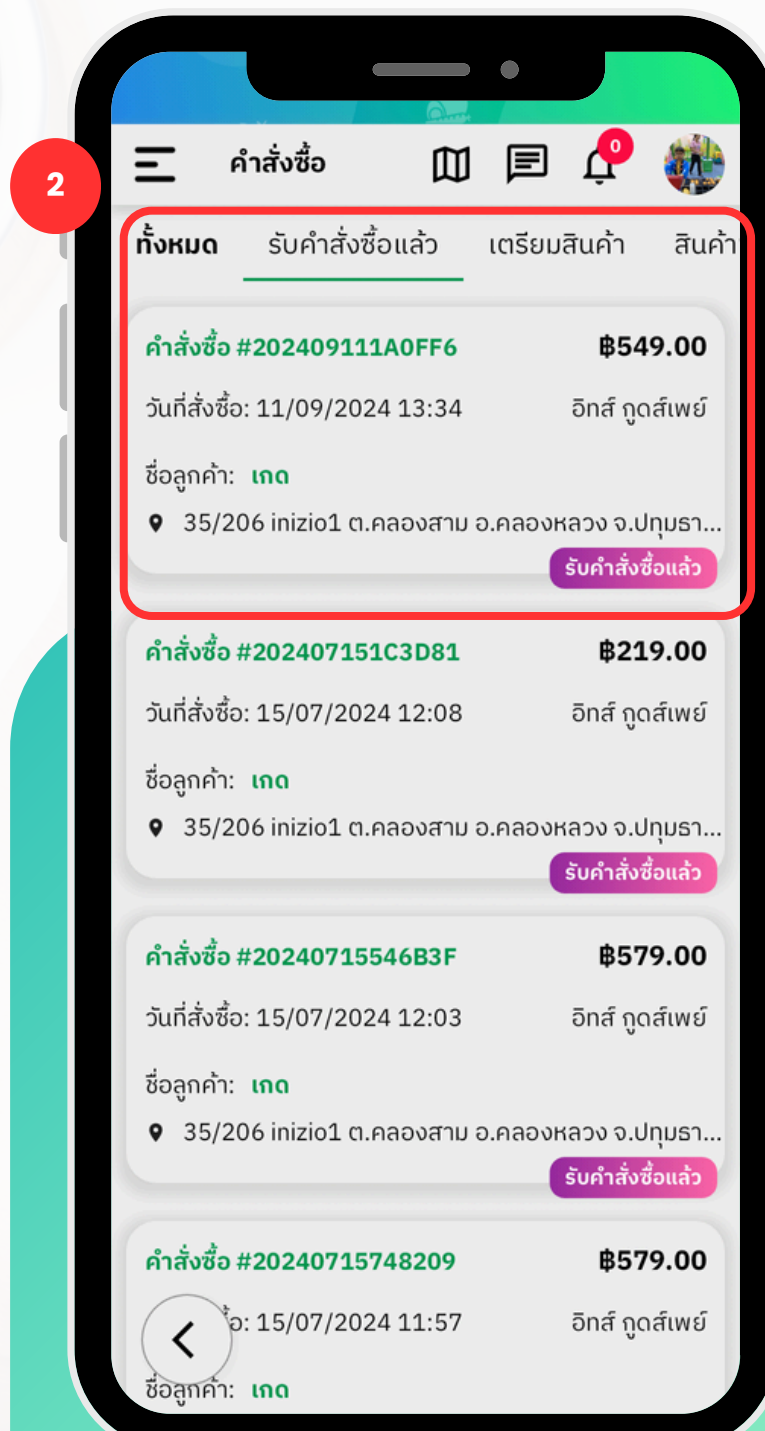 2
คำสั่งซื้อ
0
ทั้งหมด รับคำสั่งซื้อแล้ว เตรียมสินค้า สินค้า
คำสั่งซื้อ #202409111A0FF6 ฿549.00
วันที่สั่งซื้อ: 11/09/2024 13:34 อิทส์ กูดส์เพย์
ชื่อลูกค้า: เกด
35/206 inizio1 ต.คลองสาม อ.คลองหลวง จ.ปทุมธา...
รับคำสั่งซื้อแล้ว
คำสั่งซื้อ #202407151C3D81 ฿219.00
วันที่สั่งซื้อ: 15/07/2024 12:08 อิทส์ กูดส์เพย์
ชื่อลูกค้า: เกด
35/206 inizio1 ต.คลองสาม อ.คลองหลวง จ.ปทุมธา...
รับคำสั่งซื้อแล้ว
คำสั่งซื้อ #20240715546B3F ฿579.00
วันที่สั่งซื้อ: 15/07/2024 12:03 อิทส์ กูดส์เพย์
ชื่อลูกค้า: เกด
35/206 inizio1 ต.คลองสาม อ.คลองหลวง จ.ปทุมธา...
รับคำสั่งซื้อแล้ว
คำสั่งซื้อ #20240715748209 ฿579.00
15/07/2024 11:57 อิทส์ กูดส์เพย์
ชื่อลูกค้า: เกด